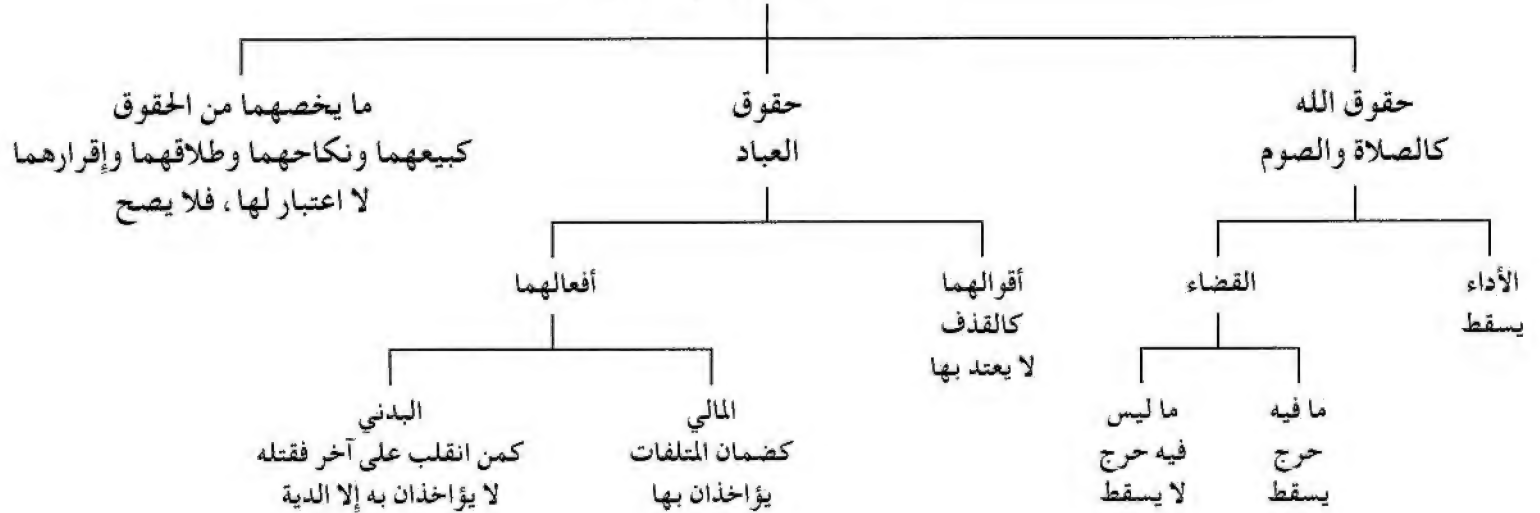 حقوق الله
كالصلاة والصوم
حقوق
العباد
ما يخصهما من الحقوق
كبيعهما ونكاحهما وطلاقهما وإقرارهما
لا اعتبار لها، فلا يصح
الأداء
يسقط
القضاء
أقوالهما
كالقذف
لا يعتد بها
أفعالهما
ما فيه
حرج
يسقط
ما ليس
فيه حرج
لا يسقط
المالي
كضمان المتلفات
يؤاخذان بها
البدني
كمن انقلب على آخر فقتله
لا يؤاخذان به إلا الدية